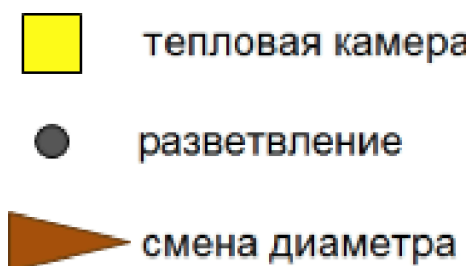 тепловая камера
разветвление
смена диаметра